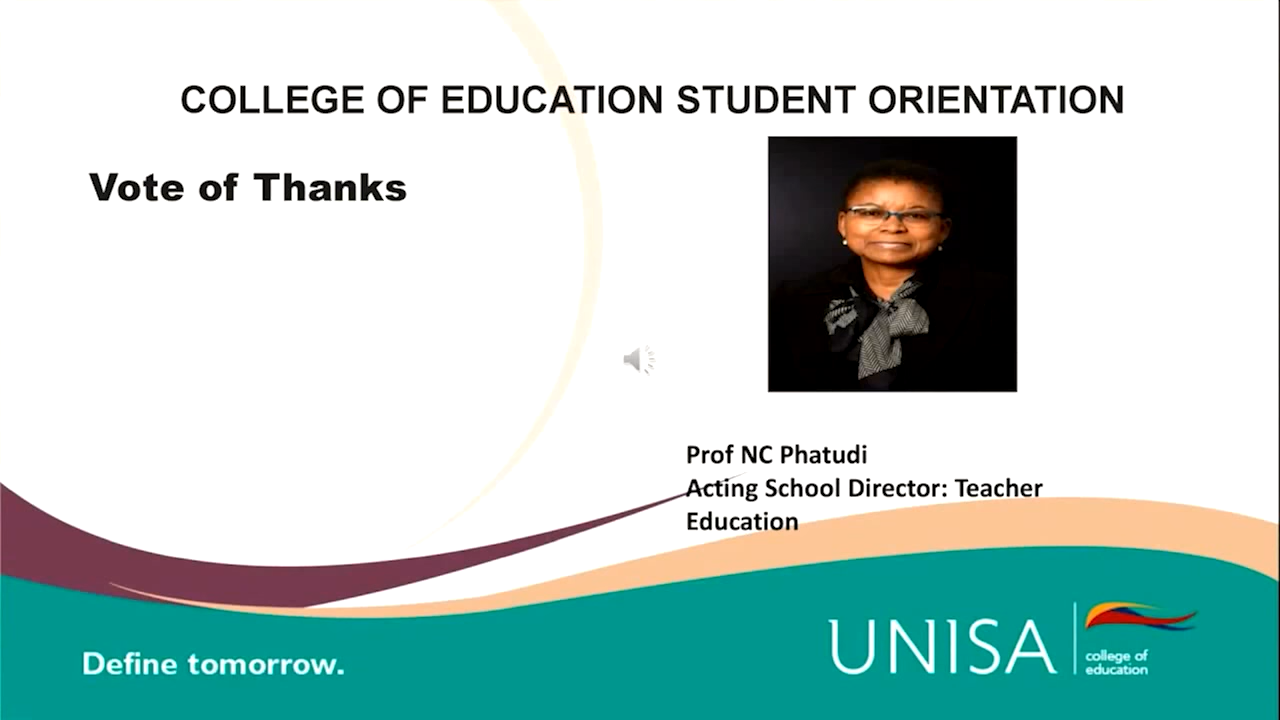 COLLEGE OF EDUCATION STUDENT ORIENTATION
Vote of Thanks
Prof NC Phatudi
Acting School Director: Teacher
Education
Define tomorrow.
UNISA
college of
education